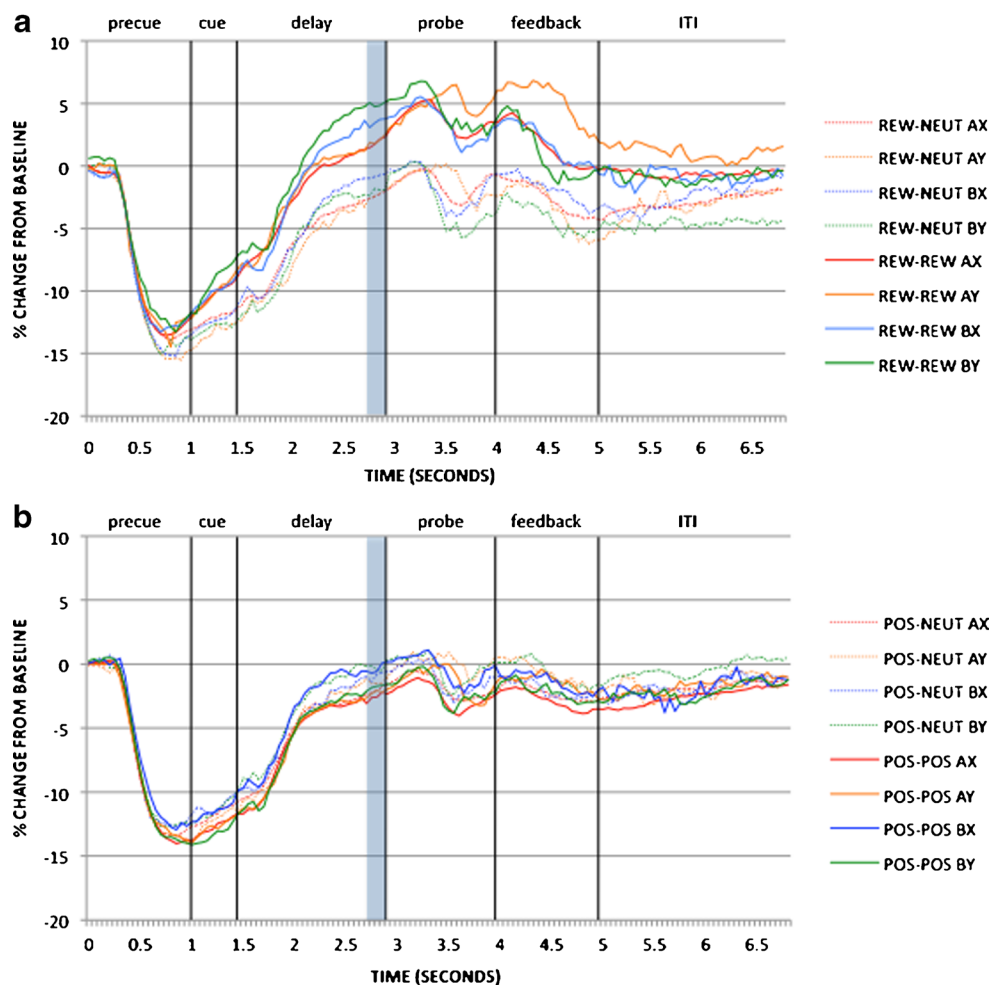 a
precue cue delay probe feedback ITI
10
5
0
-5
-10
-15
-20
% CHANGE FROM BASELINE
0 0.5 1 1.5 2 2.5 3 3.5 4 4.5 5 5.5 6 6.5
TIME (SECONDS)
REW-NEUT AX
REW-NEUT AY
REW-NEUT BX
REW-NEUT BY
REW-REW AX
REW-REW AY
REW-REW BX
REW-REW BY
b
precue cue delay probe feedback ITI
10
5
0
-5
-10
-15
-20
% CHANGE FROM BASELINE
0 0.5 1 1.5 2 2.5 3 3.5 4 4.5 5 5.5 6 6.5
TIME (SECONDS)
POS-NEUT AX
POS-NEUT AY
POS-NEUT BX
POS-NEUT BY
POS-POS AX
POS-POS AY
POS-POS BX
POS-POS BY